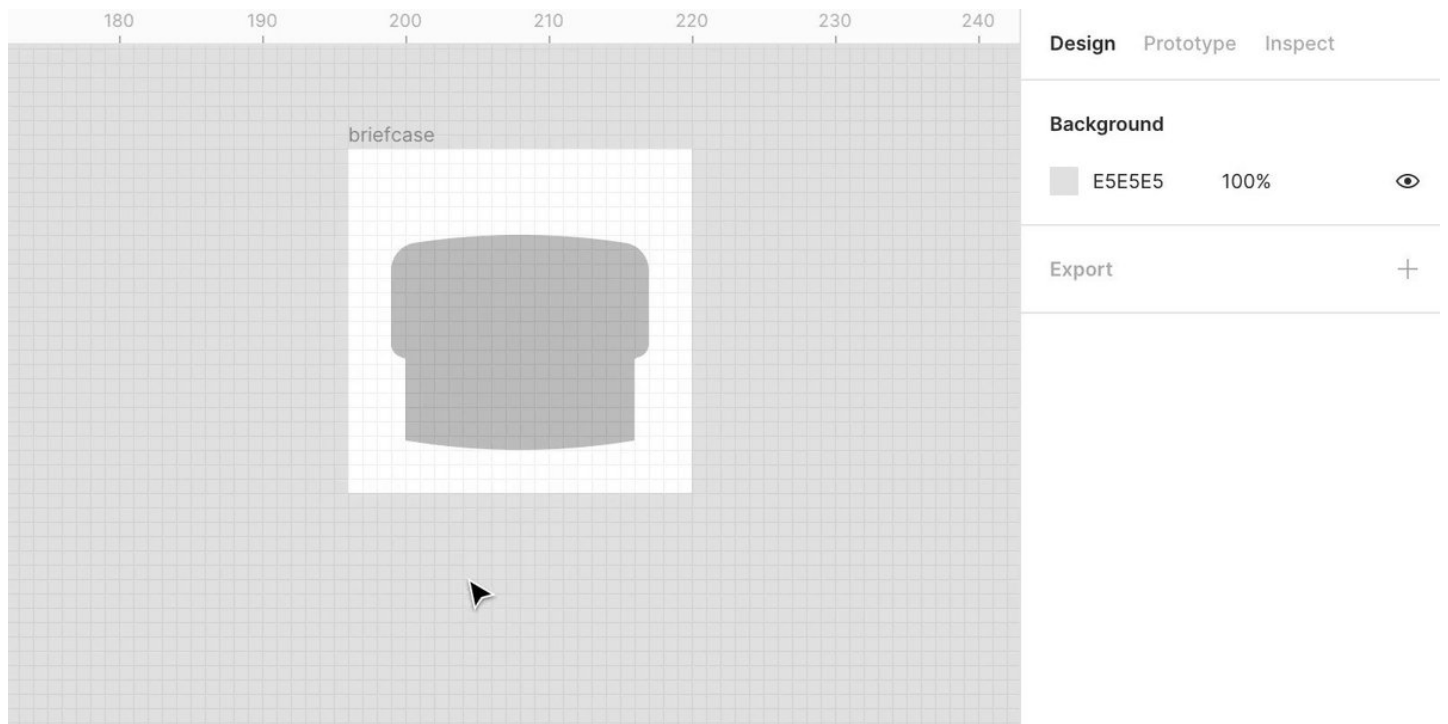 180 190 200 210 220 230 240
Design Prototype Inspect
briefcase
Background
E5E5E5 100%
Export